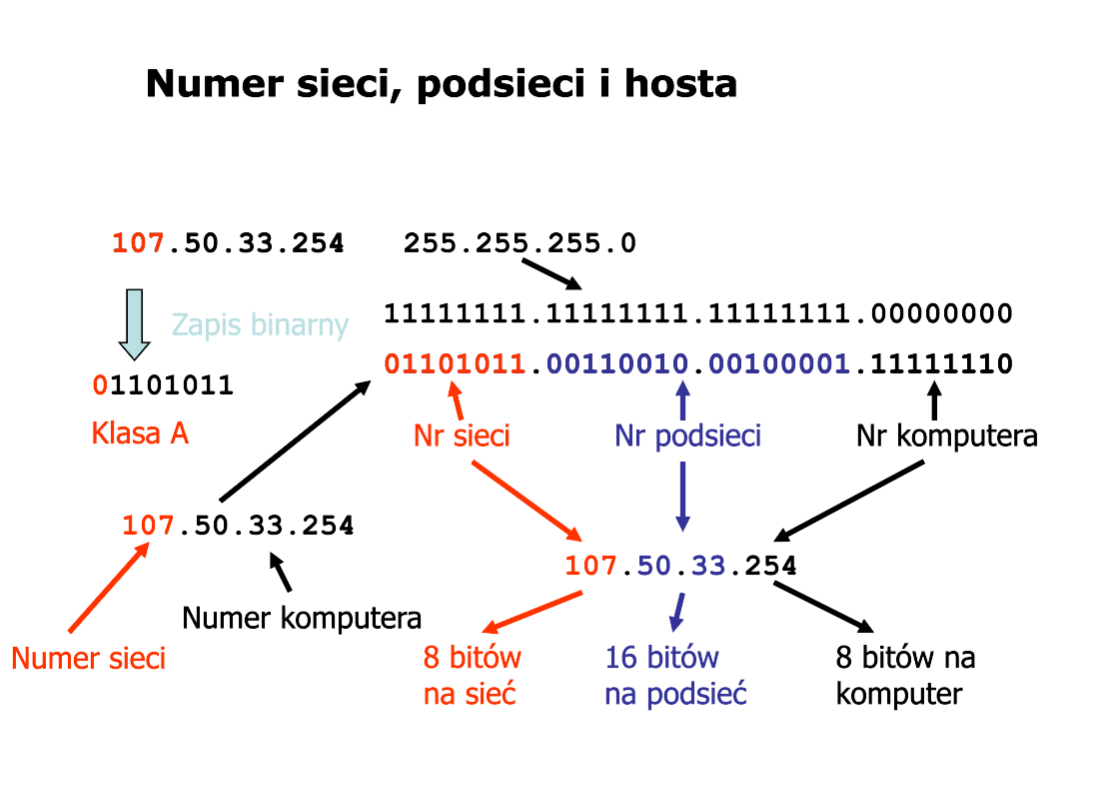 Numer sieci, podsieci i hosta
107.50.33.254 255.255.255.0
11111111.11111111.11111111.00000000
Zapis binarny
01101011.00110010.00100001.11111110
01101011
Klasa A
Nr sieci
Nr podsieci
Nr komputera
107.50.33.254
107.50.33.254
Numer komputera
Numer sieci
8 bitów
na sieć
16 bitów
na podsieć
8 bitów na
komputer